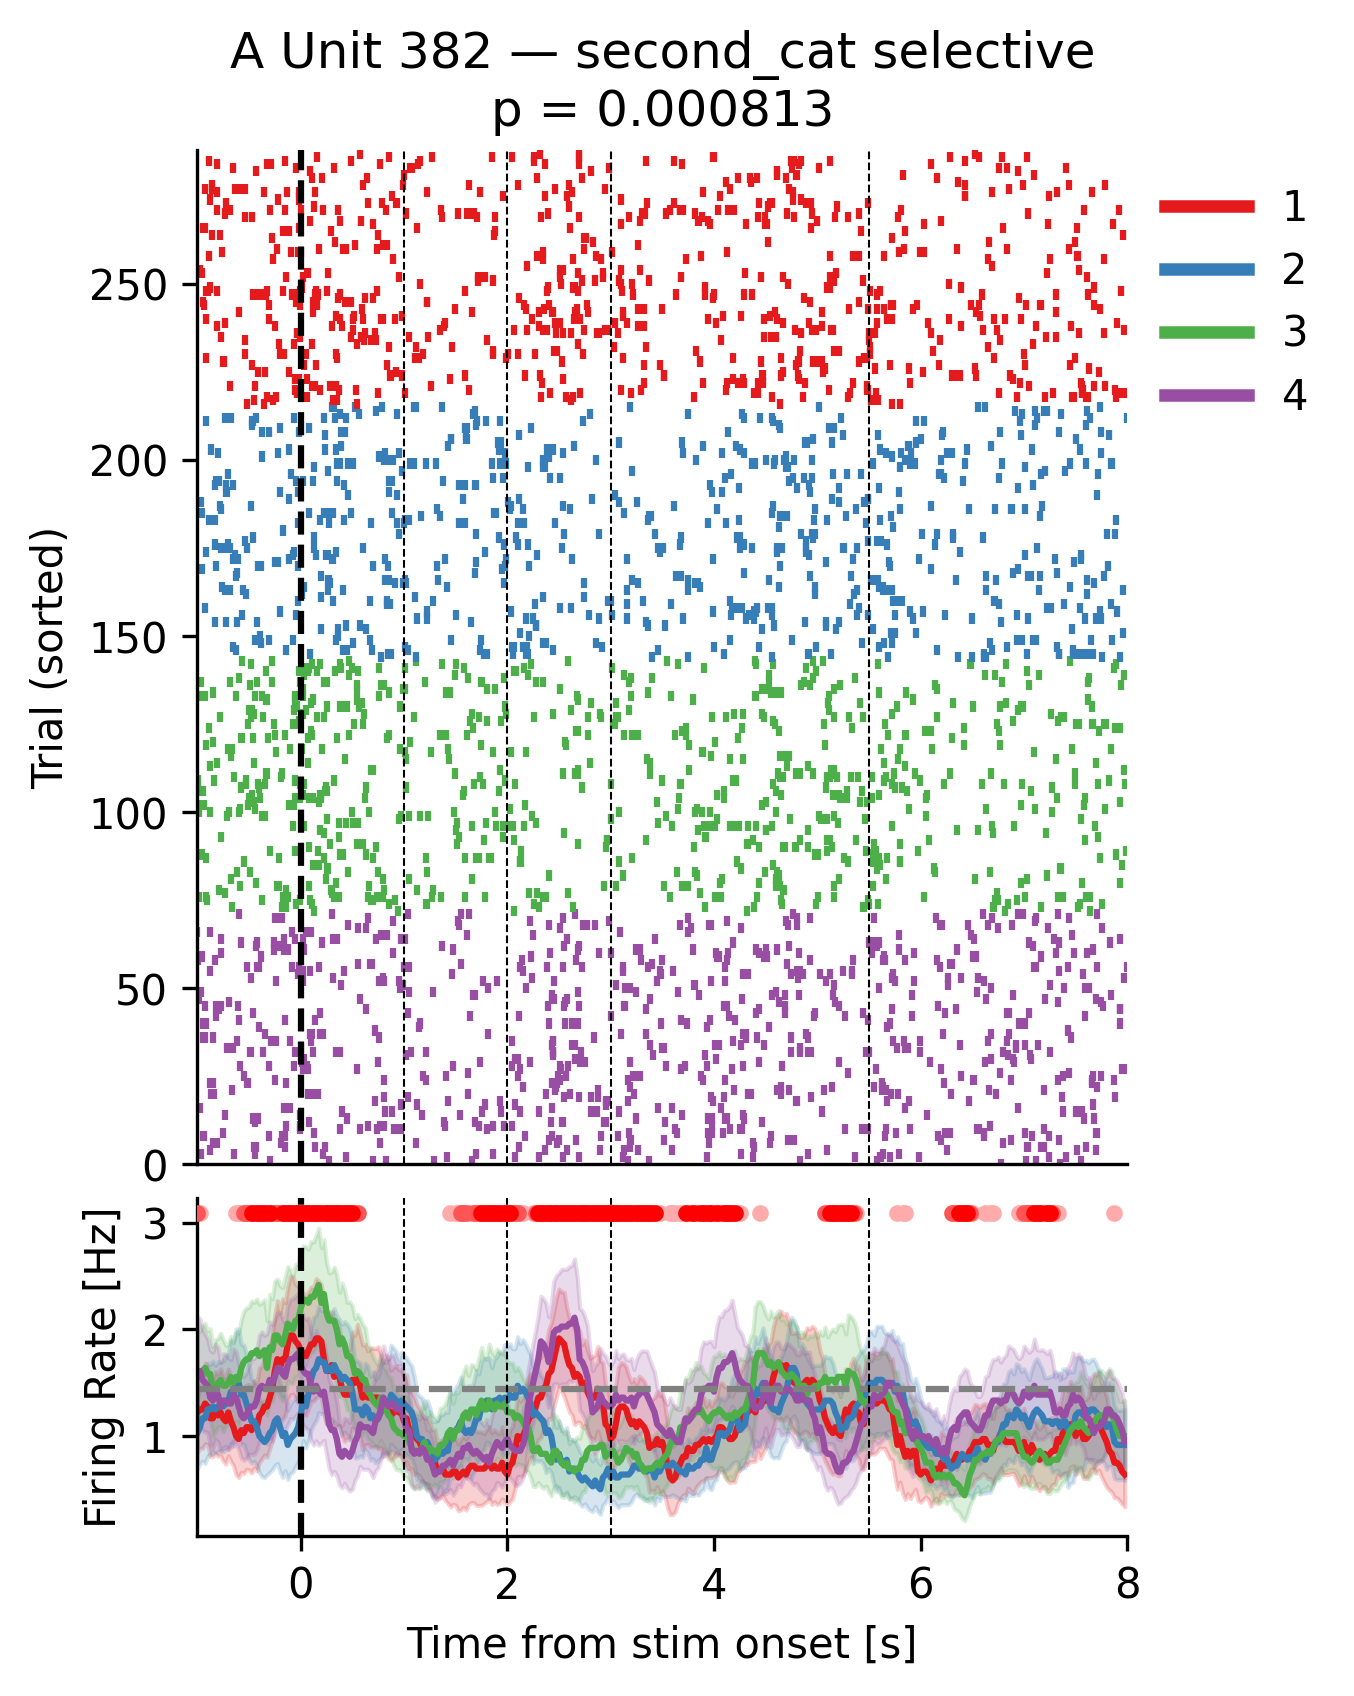 A Unit 382 — second_cat selective
p = 0.000813
1
2
3
4
Trial (sorted)
250
200
150
100
50
0
Firing Rate [Hz]
3
2
1
0 2 4 6 8
Time from stim onset [s]